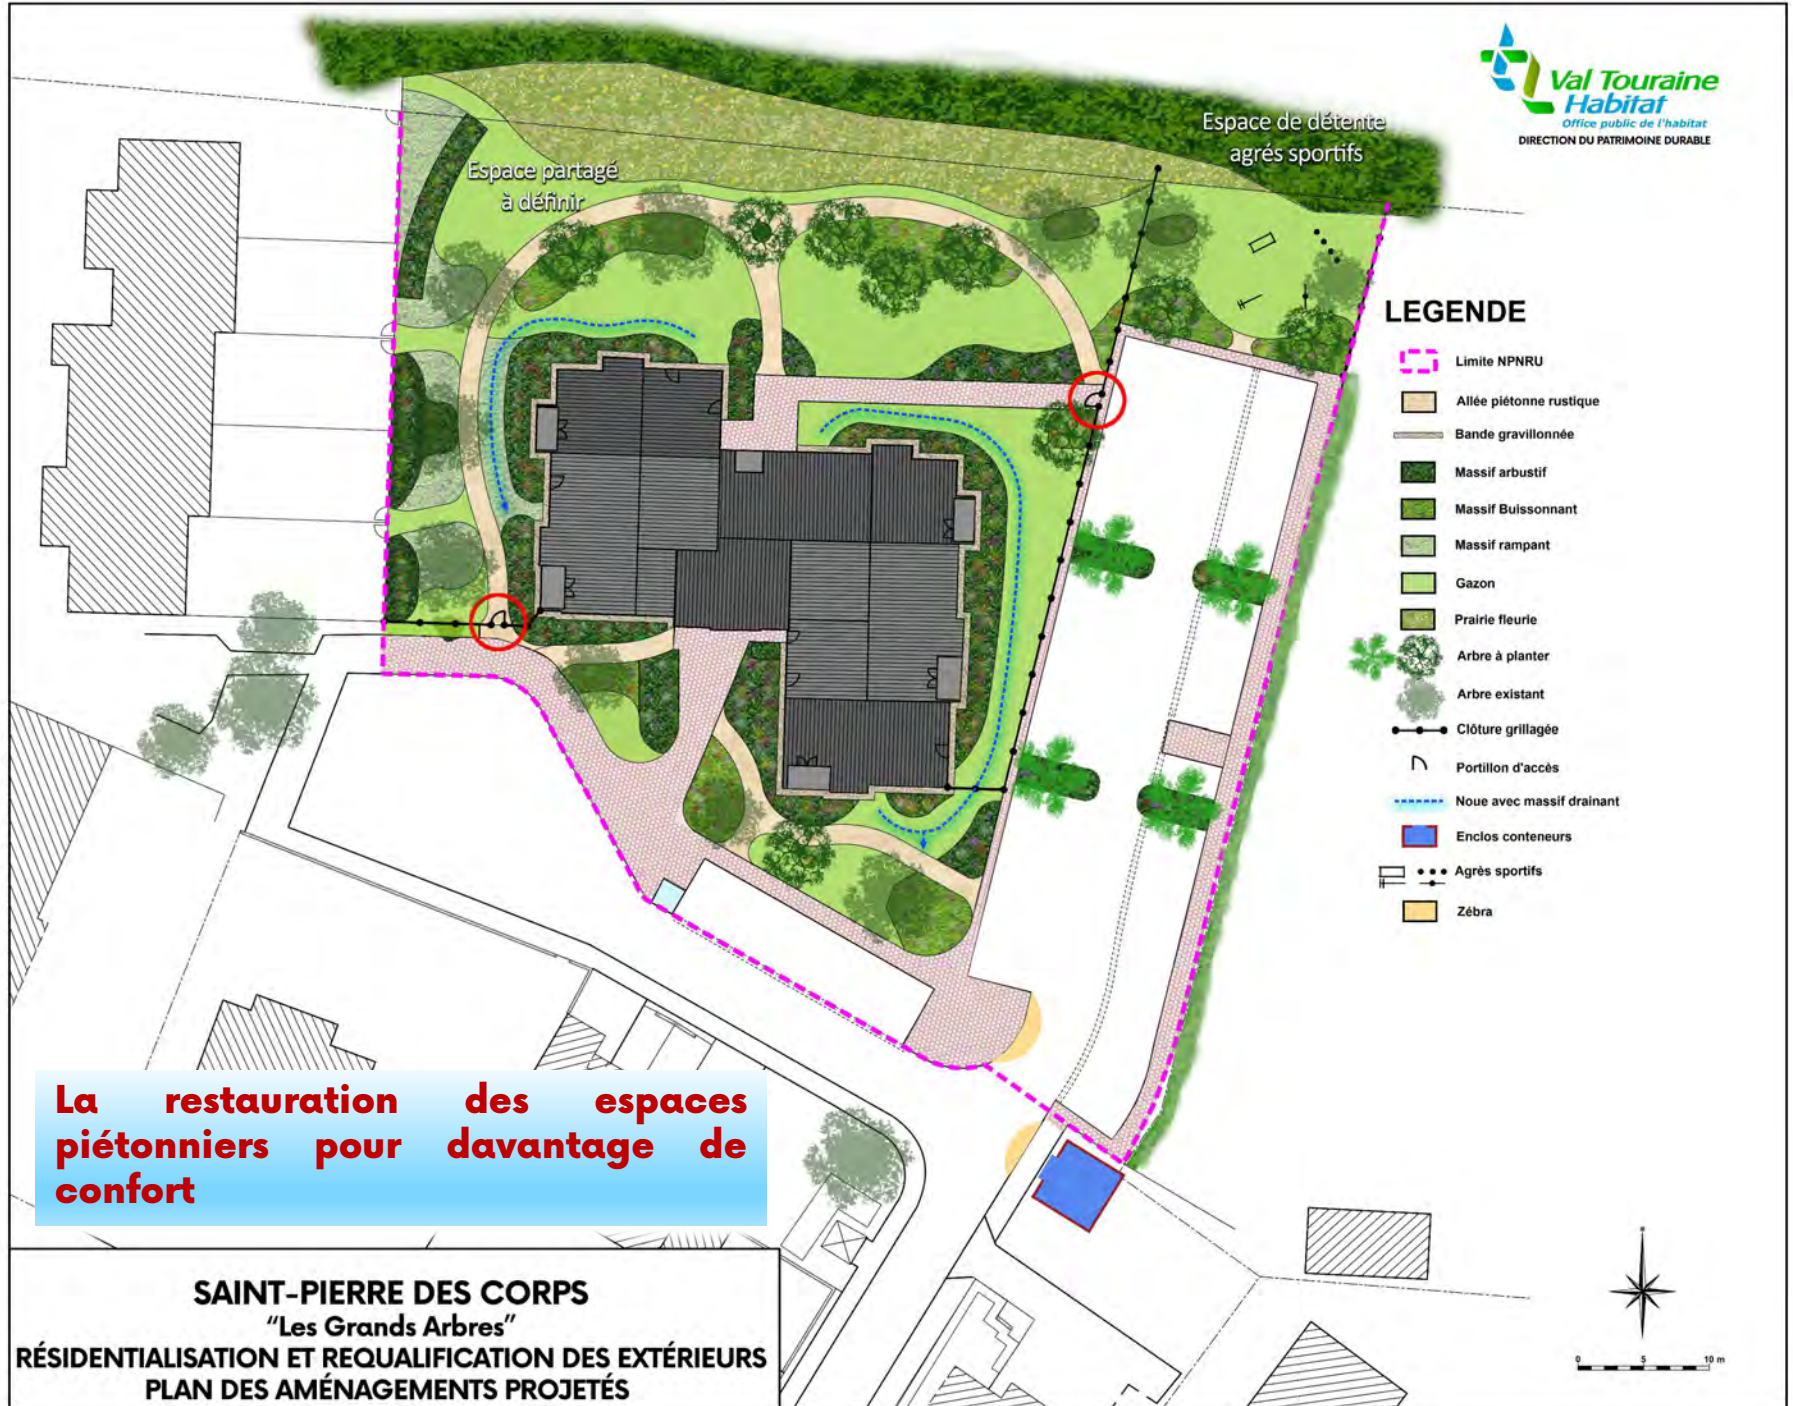 Val Touraine
Habitat
Office public de l'habitat
DIRECTION DU PATRIMOINE DURABLE
Espace de détente
agrés sportifs
Espace partagé
à définir
LEGENDE
Limite NPNRU
Allée piétonne rustique
Bande gravillonnée
Massif arbustif
Massif Buissonnant
Massif rampant
Gazon
Prairie fleurie
Arbre à planter
Arbre existant
Clôture grillagée
Portillon d'accès
Noue avec massif drainant
Enclos conteneurs
Agrès sportifs
Zébra
La restauration des espaces
piétonniers pour davantage de
confort
SAINT-PIERRE DES CORPS
"Les Grands Arbres"
RÉSIDENTIALISATION ET REQUALIFICATION DES EXTÉRIEURS
PLAN DES AMÉNAGEMENTS PROJETÉS
0 5 10 m